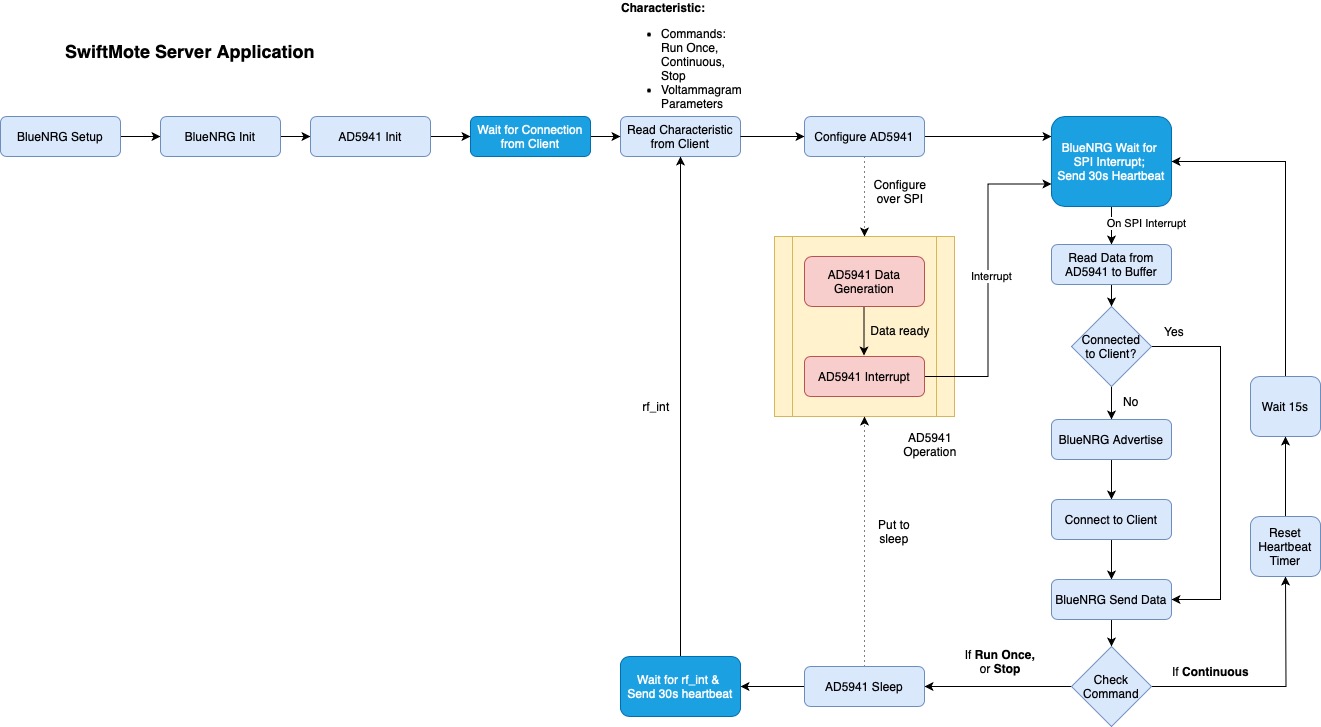 Characteristic:
• Commands:
Run Once,
Continuous,
Stop
• Voltammagram
Parameters
SwiftMote Server Application
BlueNRG Setup
BlueNRG Init
AD5941 Init
Wait for Connection
from Client
Read Characteristic
from Client
Configure AD5941
BlueNRG Wait for
SPI Interrupt;
Send 30s Heartbeat
Configure
over SPI
On SPI Interrupt
Read Data from
AD5941 to Buffer
AD5941 Data
Generation
Interrupt
Data ready
Connected
to Client?
Yes
AD5941 Interrupt
No
rf_int
Wait 15s
AD5941
Operation
BlueNRG Advertise
Put to
sleep
Connect to Client
Reset
Heartbeat
Timer
BlueNRG Send Data
If Run Once,
or Stop
If Continuous
Check
Command
AD5941 Sleep
Wait for rf_int &
Send 30s heartbeat